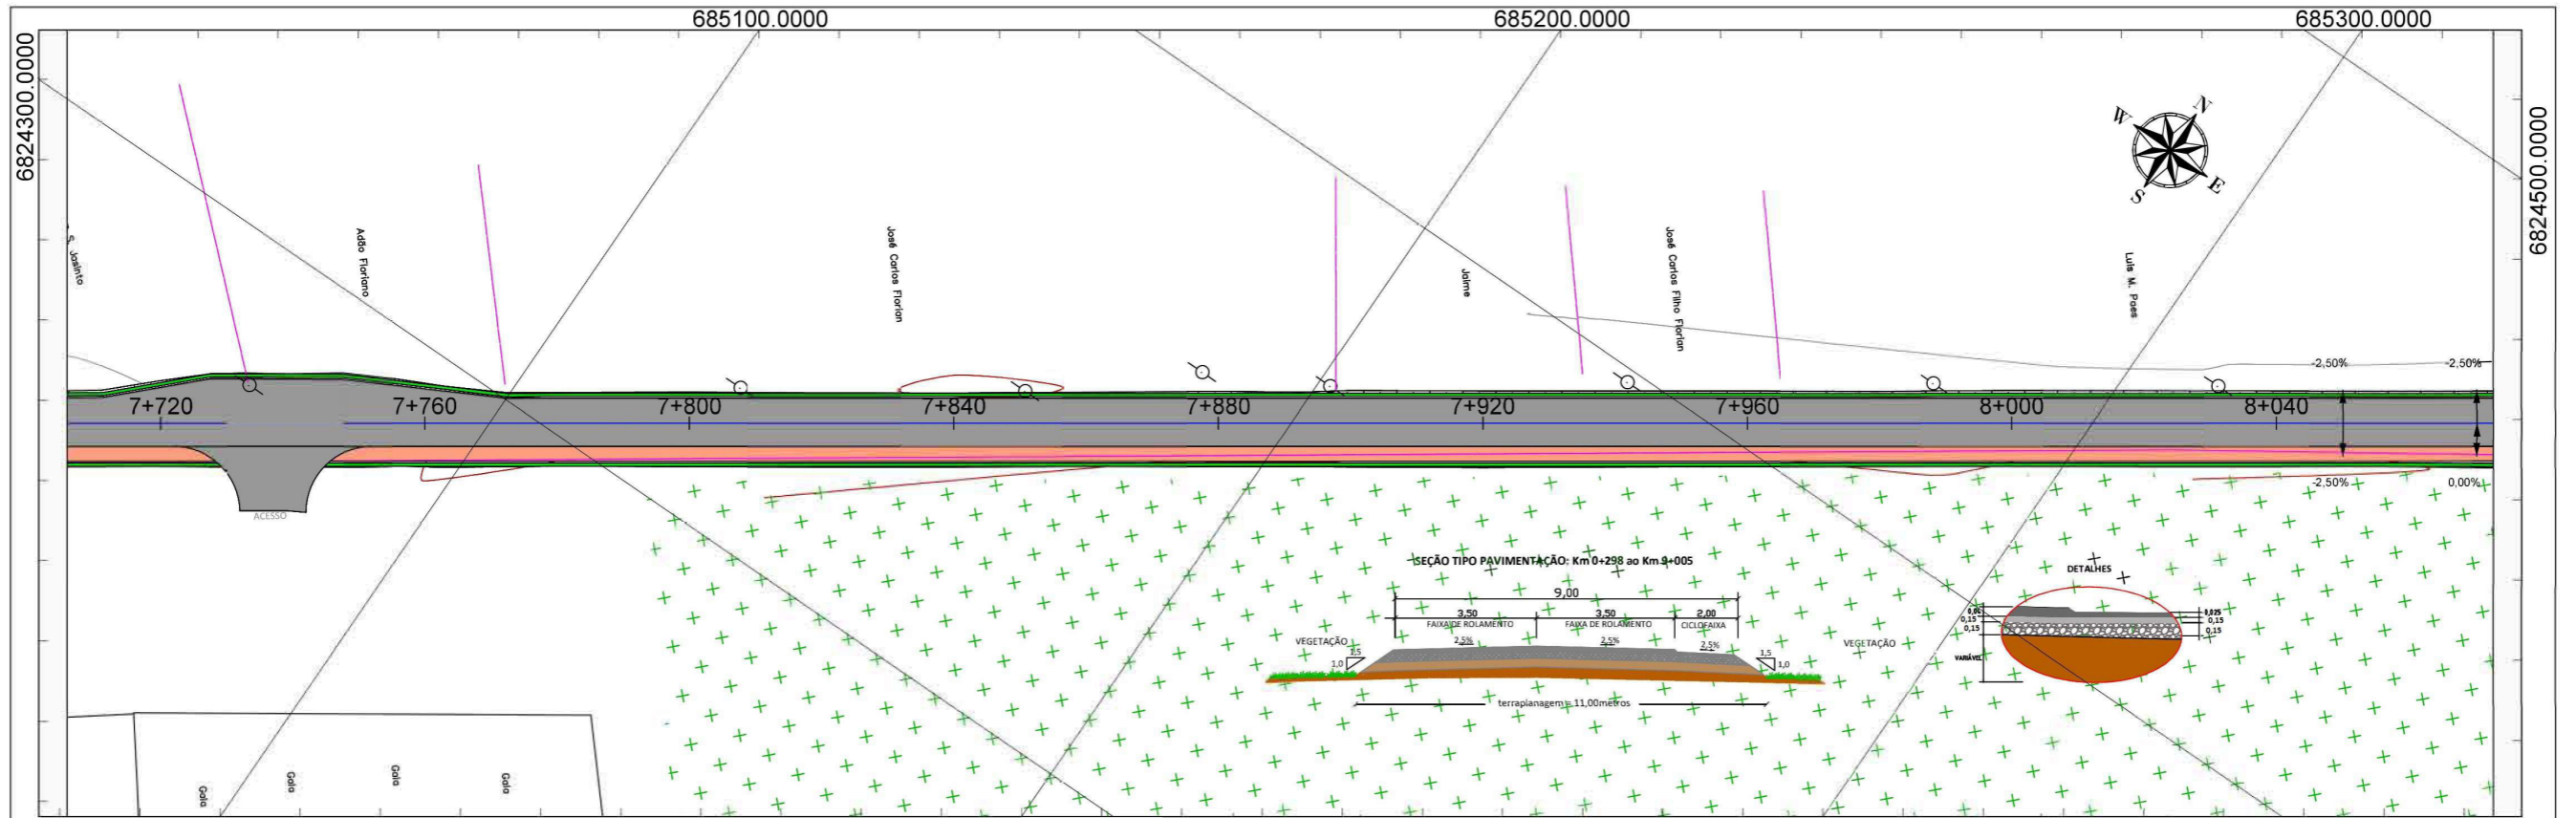 685100.0000
685200.0000
685300.0000
6824300.0000
6824500.0000
N
W
E
S
S. Jasinto
Adão Floriano
José Carlos Florian
Jaime
José Carlos Filho Florian
Luis M. Paes
-2,50%
-2,50%
7+720
7+760
7+800
7+840
7+880
7+920
7+960
8+000
8+040
-2,50%
0,00%
ACESSO
SEÇÃO TIPO PAVIMENTAÇÃO: Km 0+298 ao Km 9+005
9,00
3,50
3,50
2,00
FAIXA DE ROLAMENTO
FAIXA DE ROLAMENTO
CICLOFAIXA
VEGETAÇÃO
2,5%
2,5%
2,5%
VEGETAÇÃO
1,5
1,0
1,5
1,0
terraplanagem = 11,00metros
DETALHES
0,15
0,15
VARIÁVEL
0,025
0,15
0,15
Gaia
Gaia
Gaia
Gaia